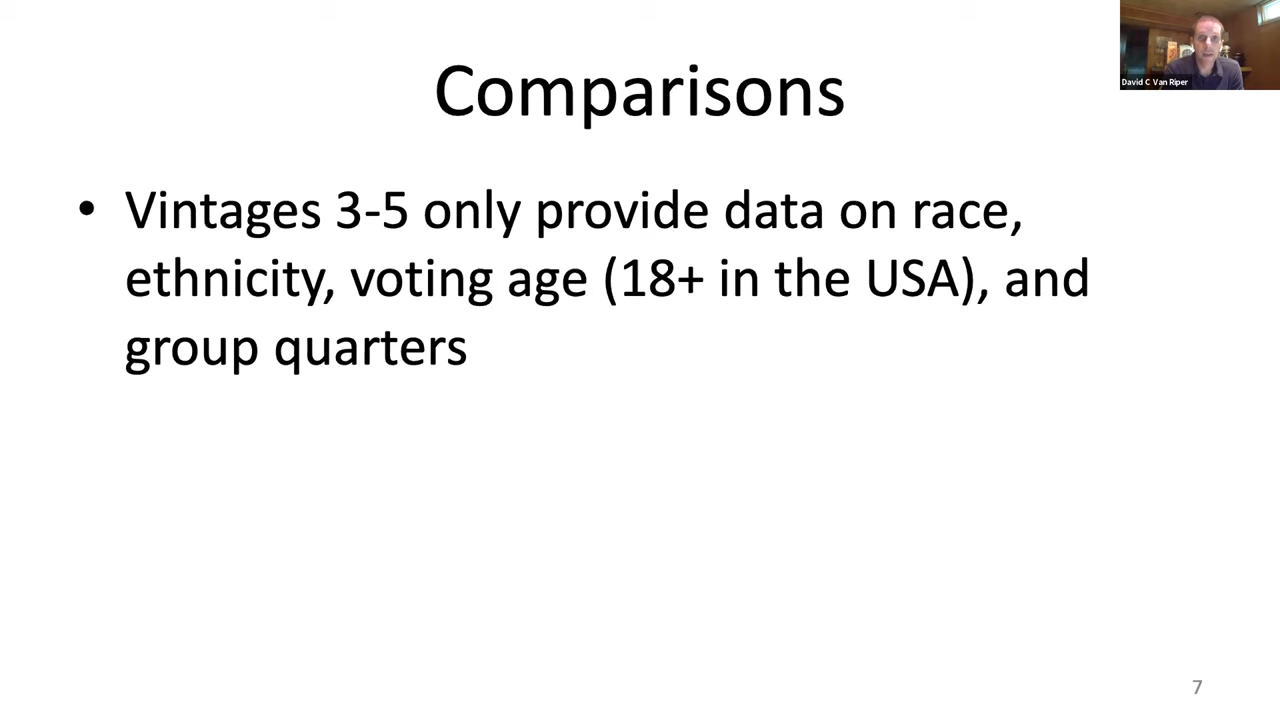 David C Van Riper
Comparisons
• Vintages 3-5 only provide data on race,
ethnicity, voting age (18+ in the USA), and
group quarters
7